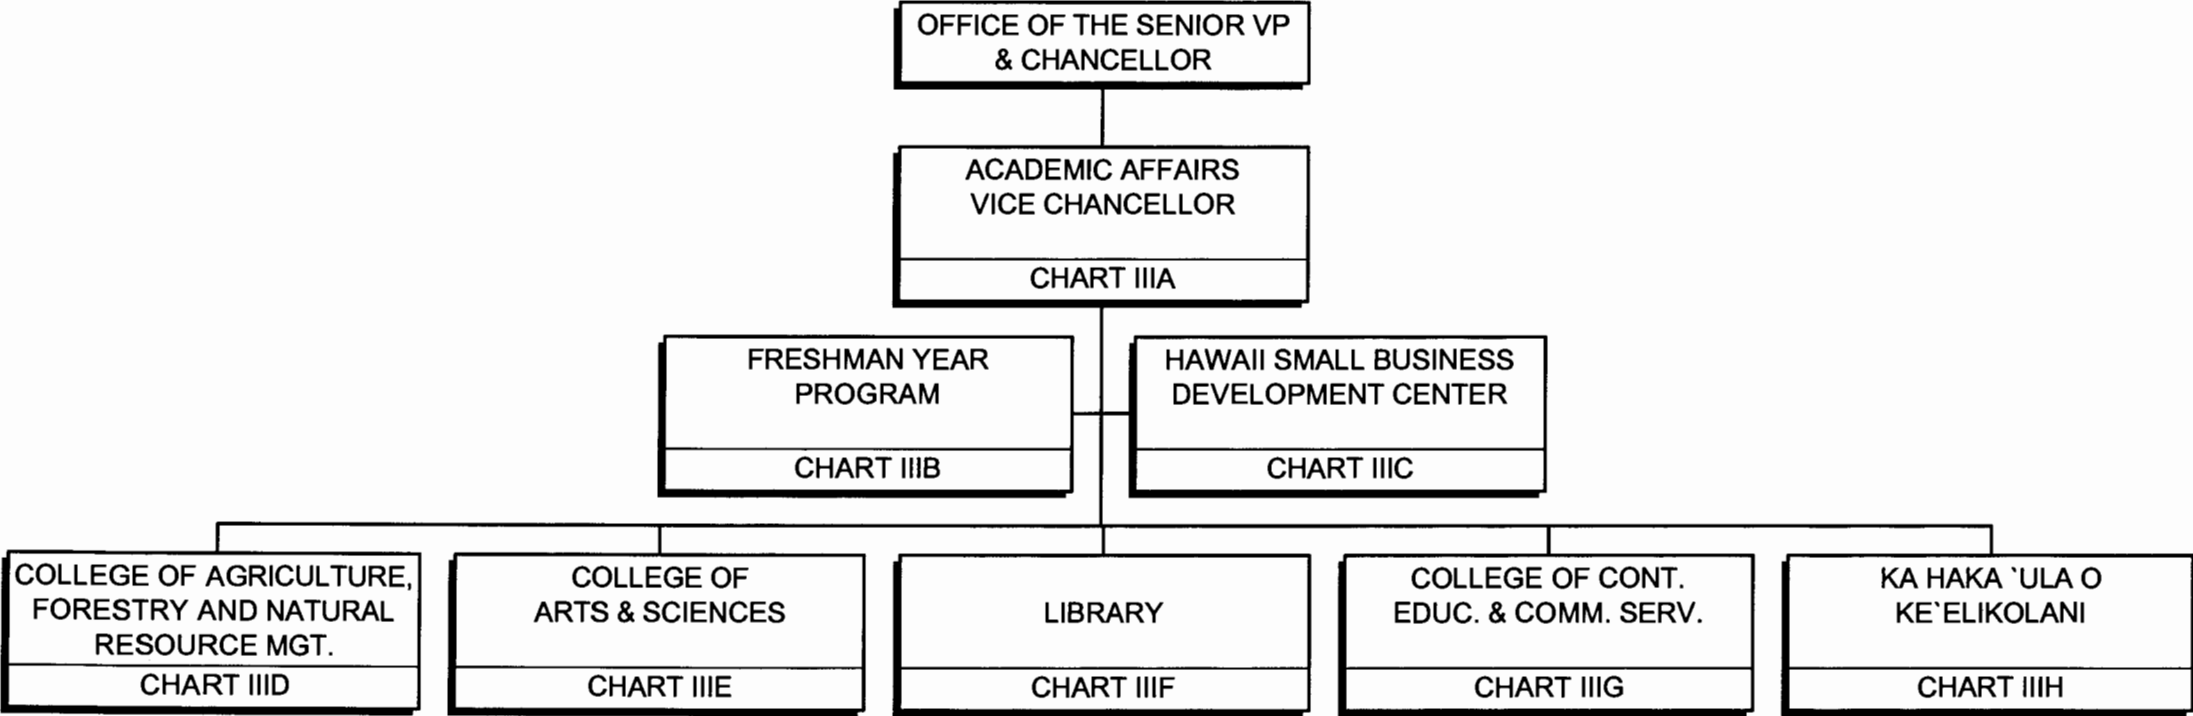 OFFICE OF THE SENIOR VP
& CHANCELLOR
ACADEMIC AFFAIRS
VICE CHANCELLOR
CHART IIIA
FRESHMAN YEAR
PROGRAM
CHART IIIB
HAWAII SMALL BUSINESS
DEVELOPMENT CENTER
CHART IIIC
COLLEGE OF AGRICULTURE,
FORESTRY AND NATURAL
RESOURCE MGT.
CHART IIID
COLLEGE OF
ARTS & SCIENCES
CHART IIIE
LIBRARY
CHART IIIF
COLLEGE OF CONT.
EDUC. & COMM. SERV.
CHART IIIG
KA HAKA `ULA O
KE`ELIKOLANI
CHART IIIH